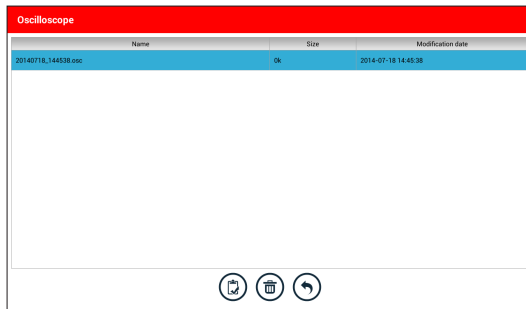 Oscilloscope
Name Size Modification date
20140718_144538.osc 0k 2014-07-18 14:45:38